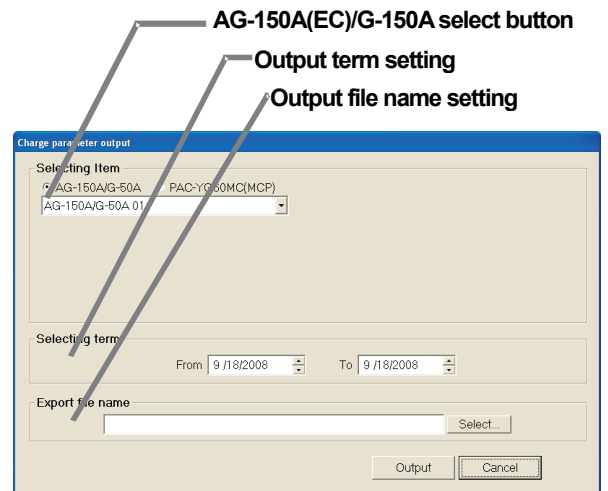 AG-150A(EC)/G-150A select button
Output term setting
Output file name setting
Charge parameter output
Selecting Item
AG-150A/G-50A PAC-YG60MC(MCP)
AG-150A/G-50A 01
Selecting term
From 9 /18/2008 To 9 /18/2008
Export file name
Select...
Output Cancel